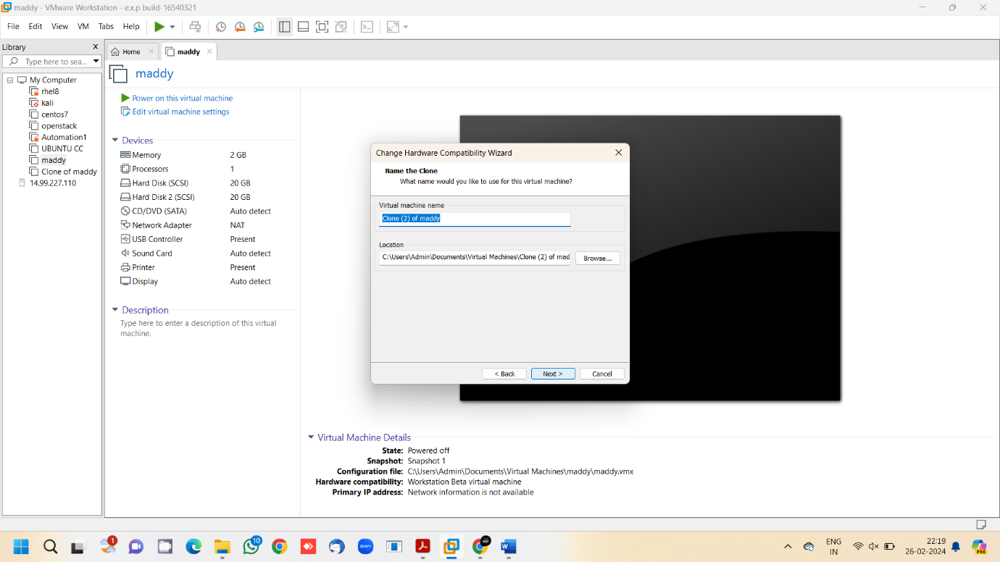 maddy - VMware Workstation - e.x.p build-16540321
File Edit View VM Tabs Help
Library
Type here to sea...
My Computer
rhel8
kali
centos7
openstack
Automation1
UBUNTU CC
maddy
Clone of maddy
14.99.227.110
Home
maddy
maddy
Power on this virtual machine
Edit virtual machine settings
Devices
Memory 2 GB
Processors 1
Hard Disk (SCSI) 20 GB
Hard Disk 2 (SCSI) 20 GB
CD/DVD (SATA) Auto detect
Network Adapter NAT
USB Controller Present
Sound Card Auto detect
Printer Present
Display Auto detect
Description
Type here to enter a description of this virtual
machine.
Change Hardware Compatibility Wizard
Name the Clone
What name would you like to use for this virtual machine?
Virtual machine name
Clone (2) of maddy
Location
C:\Users\Admin\Documents\Virtual Machines\Clone (2) of mad
Browse...
< Back Next > Cancel
Virtual Machine Details
State: Powered off
Snapshot: Snapshot 1
Configuration file: C:\Users\Admin\Documents\Virtual Machines\maddy\maddy.vmx
Hardware compatibility: Workstation Beta virtual machine
Primary IP address: Network information is not available
1
10
zoom
ENG
IN
22:19
26-02-2024
PRE